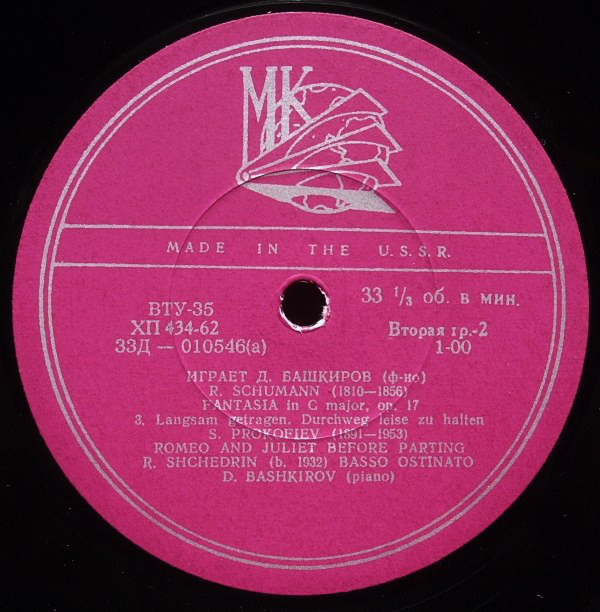 МК
MADE IN THE U.S.S.R.
ВТУ-35
ХП 434-62
33Д — 010546(а)
33 ⅓ об. в мин.
Вторая гр.-2
1-00
ИГРАЕТ Д. БАШКИРОВ (ф-но)
R. SCHUMANN (1810—1856)
FANTASIA in C major, op. 17
3. Langsam getragen. Durchweg leise zu halten
S. PROKOFIEV (1891—1953)
ROMEO AND JULIET BEFORE PARTING
R. SHCHEDRIN (b. 1932) BASSO OSTINATO
D. BASHKIROV (piano)